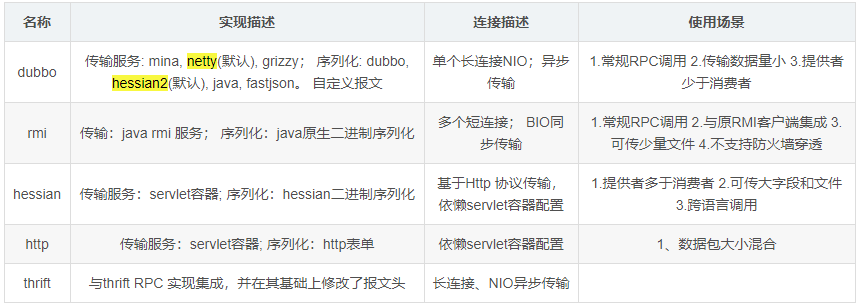 名称 实现描述 连接描述 使用场景
dubbo
传输服务: mina, netty(默认), grizzy； 序列化: dubbo,
hessian2(默认), java, fastjson。 自定义报文
单个长连接NIO；异步
传输
1.常规RPC调用 2.传输数据量小 3.提供者
少于消费者
rmi
传输：java rmi 服务； 序列化：java原生二进制序列化
多个短连接； BIO同
步传输
1.常规RPC调用 2.与原RMI客户端集成 3.
可传少量文件 4.不支持防火墙穿透
hessian
传输服务：servlet容器; 序列化：hessian二进制序列化
基于Http 协议传输，
依懒servlet容器配置
1.提供者多于消费者 2.可传大字段和文件
3.跨语言调用
http
传输服务：servlet容器; 序列化：http表单
依懒servlet容器配置
1、数据包大小混合
thrift
与thrift RPC 实现集成，并在其基础上修改了报文头
长连接、NIO异步传输